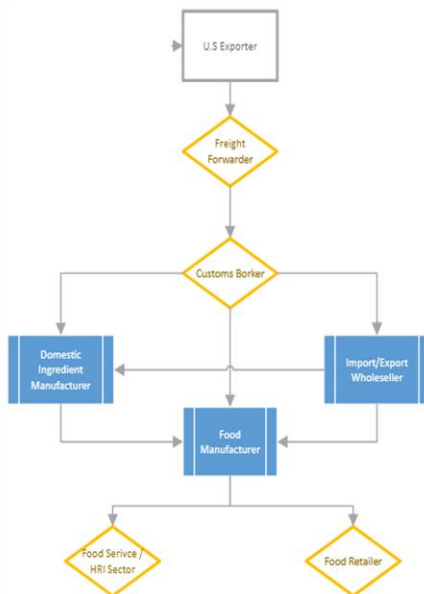 U.S Exporter
Freight
Forwarder
Customs Borker
Domestic
Ingredient
Manufacturer
Import/Export
Wholeseller
Food
Manufacturer
Food Serivce /
HRI Sector
Food Retailer